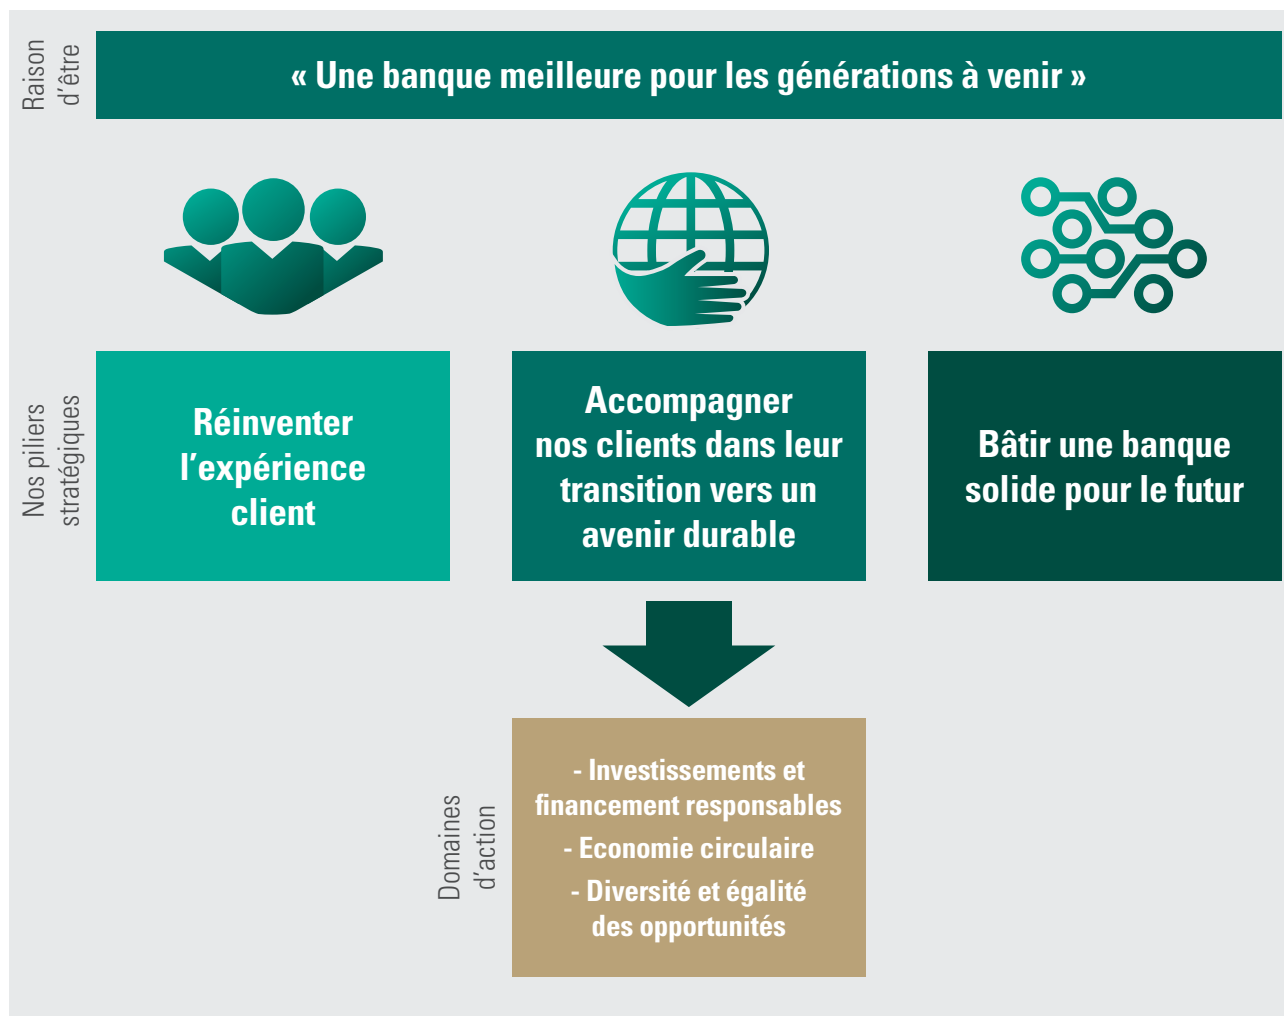 Raison
d'être
« Une banque meilleure pour les générations à venir »
Nos piliers
stratégiques
Réinventer
l'expérience
client
Accompagner
nos clients dans leur
transition vers un
avenir durable
Bâtir une banque
solide pour le futur
Domaines
d'action
- Investissements et
financement responsables
- Economie circulaire
- Diversité et égalité
des opportunités